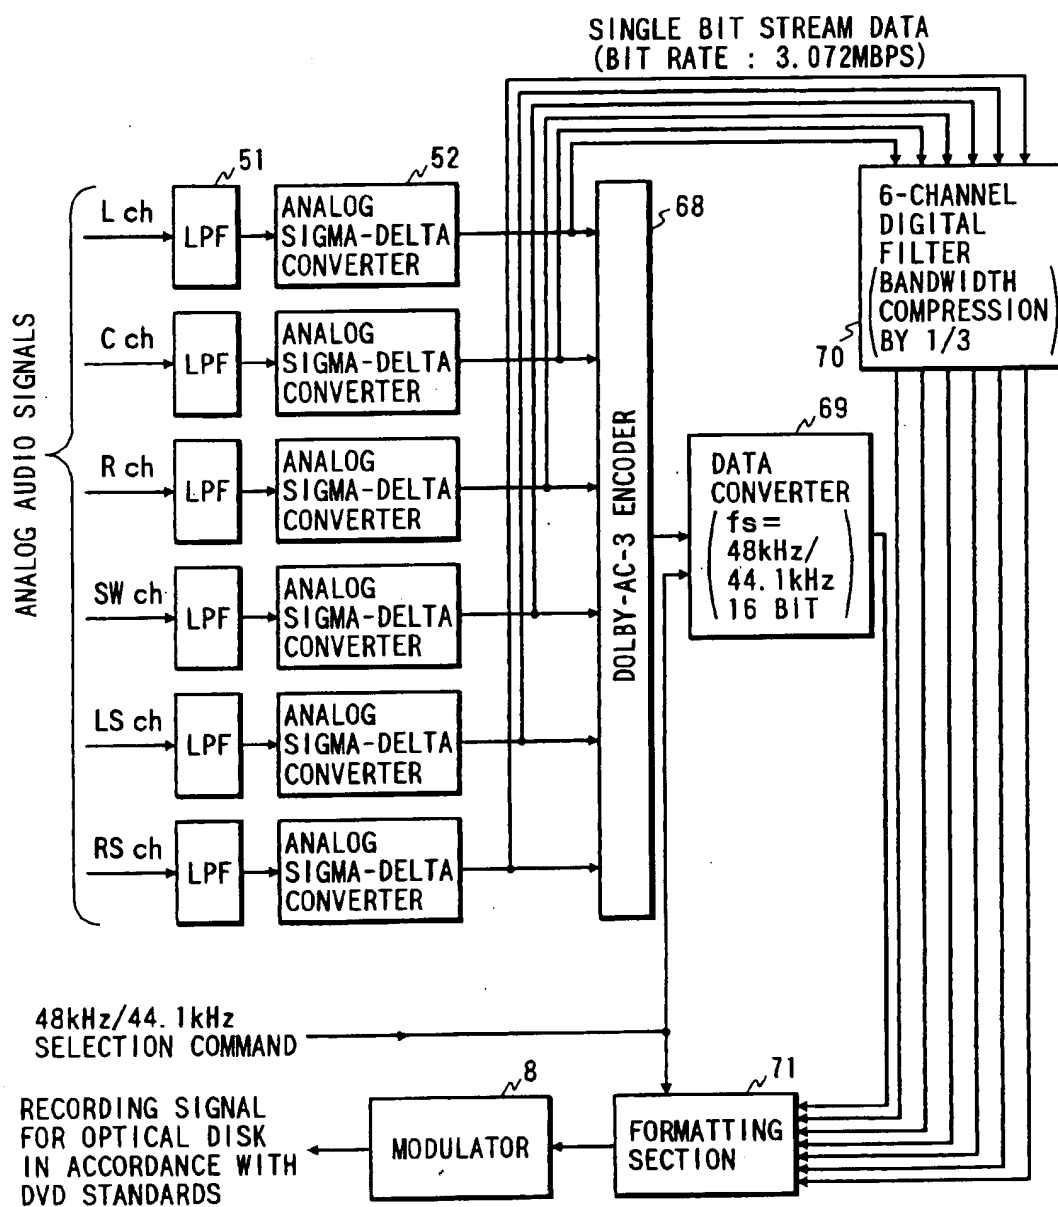 SINGLE BIT STREAM DATA
(BIT RATE : 3.072MBPS)
ANALOG AUDIO SIGNALS
L ch
51
LPF
52
ANALOG
SIGMA-DELTA
CONVERTER
C ch
LPF
ANALOG
SIGMA-DELTA
CONVERTER
R ch
LPF
ANALOG
SIGMA-DELTA
CONVERTER
SW ch
LPF
ANALOG
SIGMA-DELTA
CONVERTER
LS ch
LPF
ANALOG
SIGMA-DELTA
CONVERTER
RS ch
LPF
ANALOG
SIGMA-DELTA
CONVERTER
68
DOLBY-AC-3 ENCODER
6-CHANNEL
DIGITAL
FILTER
(BANDWIDTH
COMPRESSION
BY 1/3)
70
69
DATA
CONVERTER
(fs=
48kHz/
44.1kHz
16 BIT)
48kHz/44.1kHz
SELECTION COMMAND
71
FORMATTING
SECTION
8
MODULATOR
RECORDING SIGNAL
FOR OPTICAL DISK
IN ACCORDANCE WITH
DVD STANDARDS